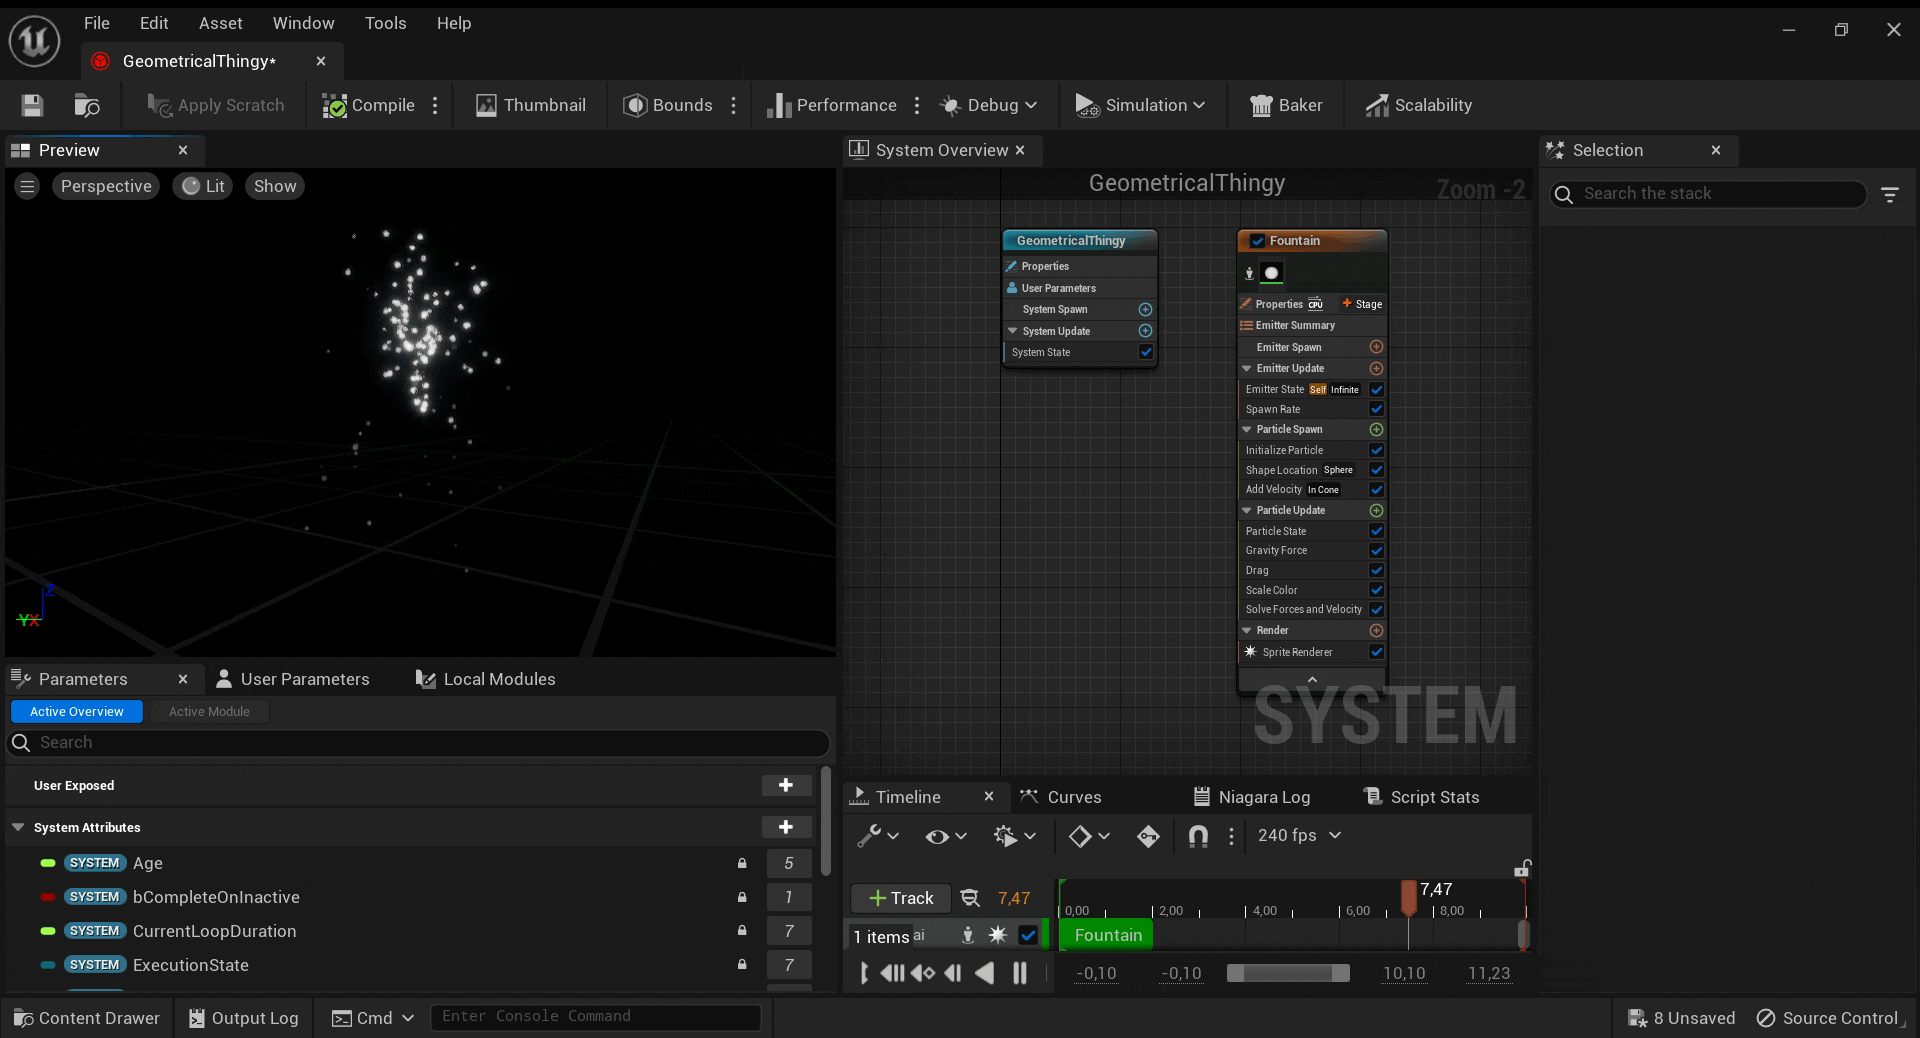 File Edit Asset Window Tools Help
GeometricalThingy*
Apply Scratch Compile Thumbnail Bounds Performance Debug Simulation Baker Scalability
Preview
Perspective Lit Show
Z
Y X
System Overview
GeometricalThingy
Zoom -2
GeometricalThingy
Properties
User Parameters
System Spawn
System Update
System State
Fountain
Properties CPU + Stage
Emitter Summary
Emitter Spawn
Emitter Update
Emitter State Self Infinite
Spawn Rate
Particle Spawn
Initialize Particle
Shape Location Sphere
Add Velocity In Cone
Particle Update
Particle State
Gravity Force
Drag
Scale Color
Solve Forces and Velocity
Render
Sprite Renderer
SYSTEM
Selection
Search the stack
Parameters User Parameters Local Modules
Active Overview Active Module
Search
User Exposed
System Attributes
SYSTEM Age 5
SYSTEM bCompleteOnInactive 1
SYSTEM CurrentLoopDuration 7
SYSTEM ExecutionState 7
Timeline Curves Niagara Log Script Stats
240 fps
+ Track 7,47
7,47
0,00 2,00 4,00 6,00 8,00
1 items ai
Fountain
-0,10 -0,10 10,10 11,23
Content Drawer Output Log Cmd Enter Console Command 8 Unsaved Source Control